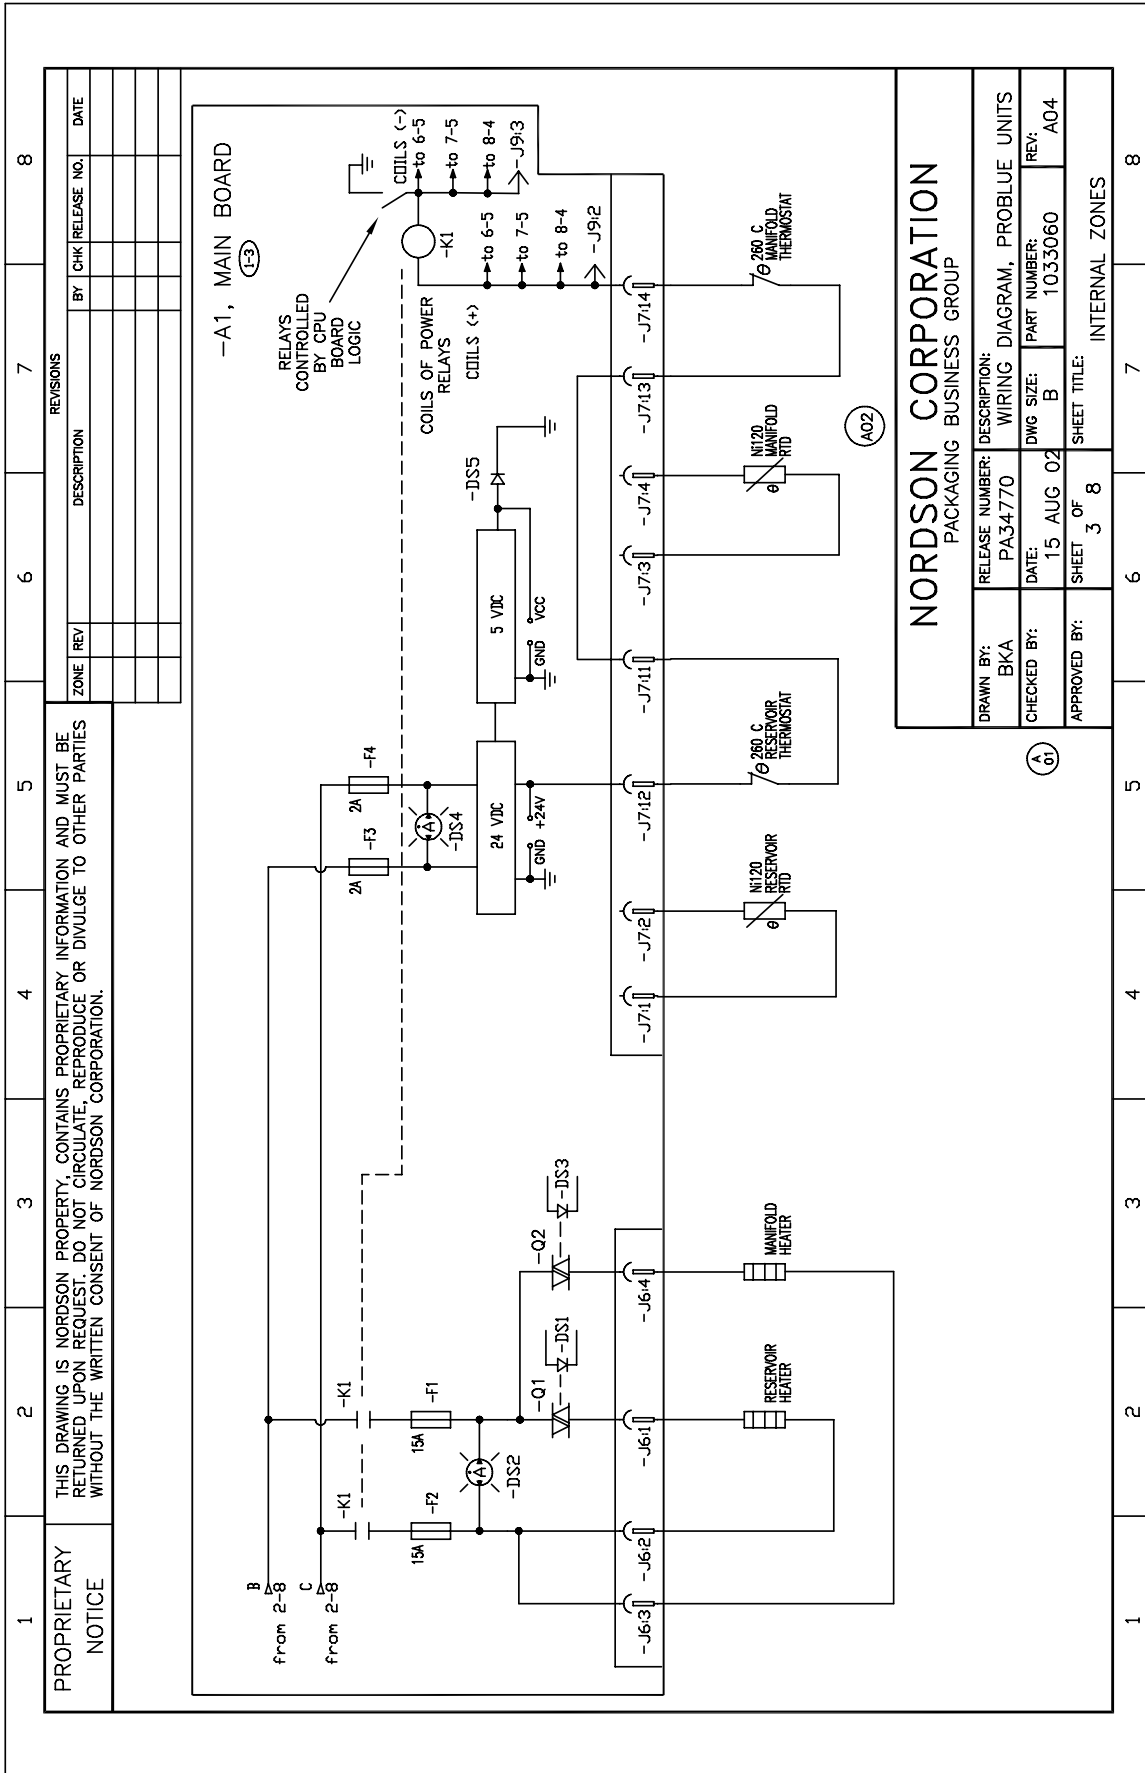 1
2
3
4
5
6
7
8
PROPRIETARY
NOTICE
THIS DRAWING IS NORDSON PROPERTY, CONTAINS PROPRIETARY INFORMATION AND MUST BE
RETURNED UPON REQUEST. DO NOT CIRCULATE, REPRODUCE OR DIVULGE TO OTHER PARTIES
WITHOUT THE WRITTEN CONSENT OF NORDSON CORPORATION.
REVISIONS
ZONE
REV
DESCRIPTION
BY
CHK
RELEASE NO.
DATE
-A1, MAIN BOARD
1-3
B
from 2-8
C
from 2-8
-K1
-K1
15A
-F2
15A
-F1
A
-DS2
-Q1
-DS1
-Q2
-DS3
-J6:3
-J6:2
-J6:1
-J6:4
RESERVOIR
HEATER
MANIFOLD
HEATER
2A
-F3
2A
-F4
A
-DS4
24 VDC
GND
+24V
5 VDC
GND
VCC
-DS5
RELAYS
CONTROLLED
BY CPU
BOARD
LOGIC
COILS OF POWER
RELAYS
COILS (+)
COILS (-)
-K1
to 6-5
to 7-5
to 8-4
-J9:3
to 6-5
to 7-5
to 8-4
-J9:2
-J7:1
-J7:2
-J7:12
-J7:11
-J7:3
-J7:4
-J7:13
-J7:14
Ni120
RESERVOIR
RTD
θ
260 C
RESERVOIR
THERMOSTAT
θ
Ni120
MANIFOLD
RTD
θ
260 C
MANIFOLD
THERMOSTAT
θ
A02
A
01
NORDSON CORPORATION
PACKAGING BUSINESS GROUP
DRAWN BY:
BKA
RELEASE NUMBER:
PA34770
DESCRIPTION:
WIRING DIAGRAM, PROBLUE UNITS
CHECKED BY:
DATE:
15 AUG 02
DWG SIZE:
B
PART NUMBER:
1033060
REV:
A04
APPROVED BY:
SHEET OF
3 8
SHEET TITLE:
INTERNAL ZONES
1
2
3
4
5
6
7
8